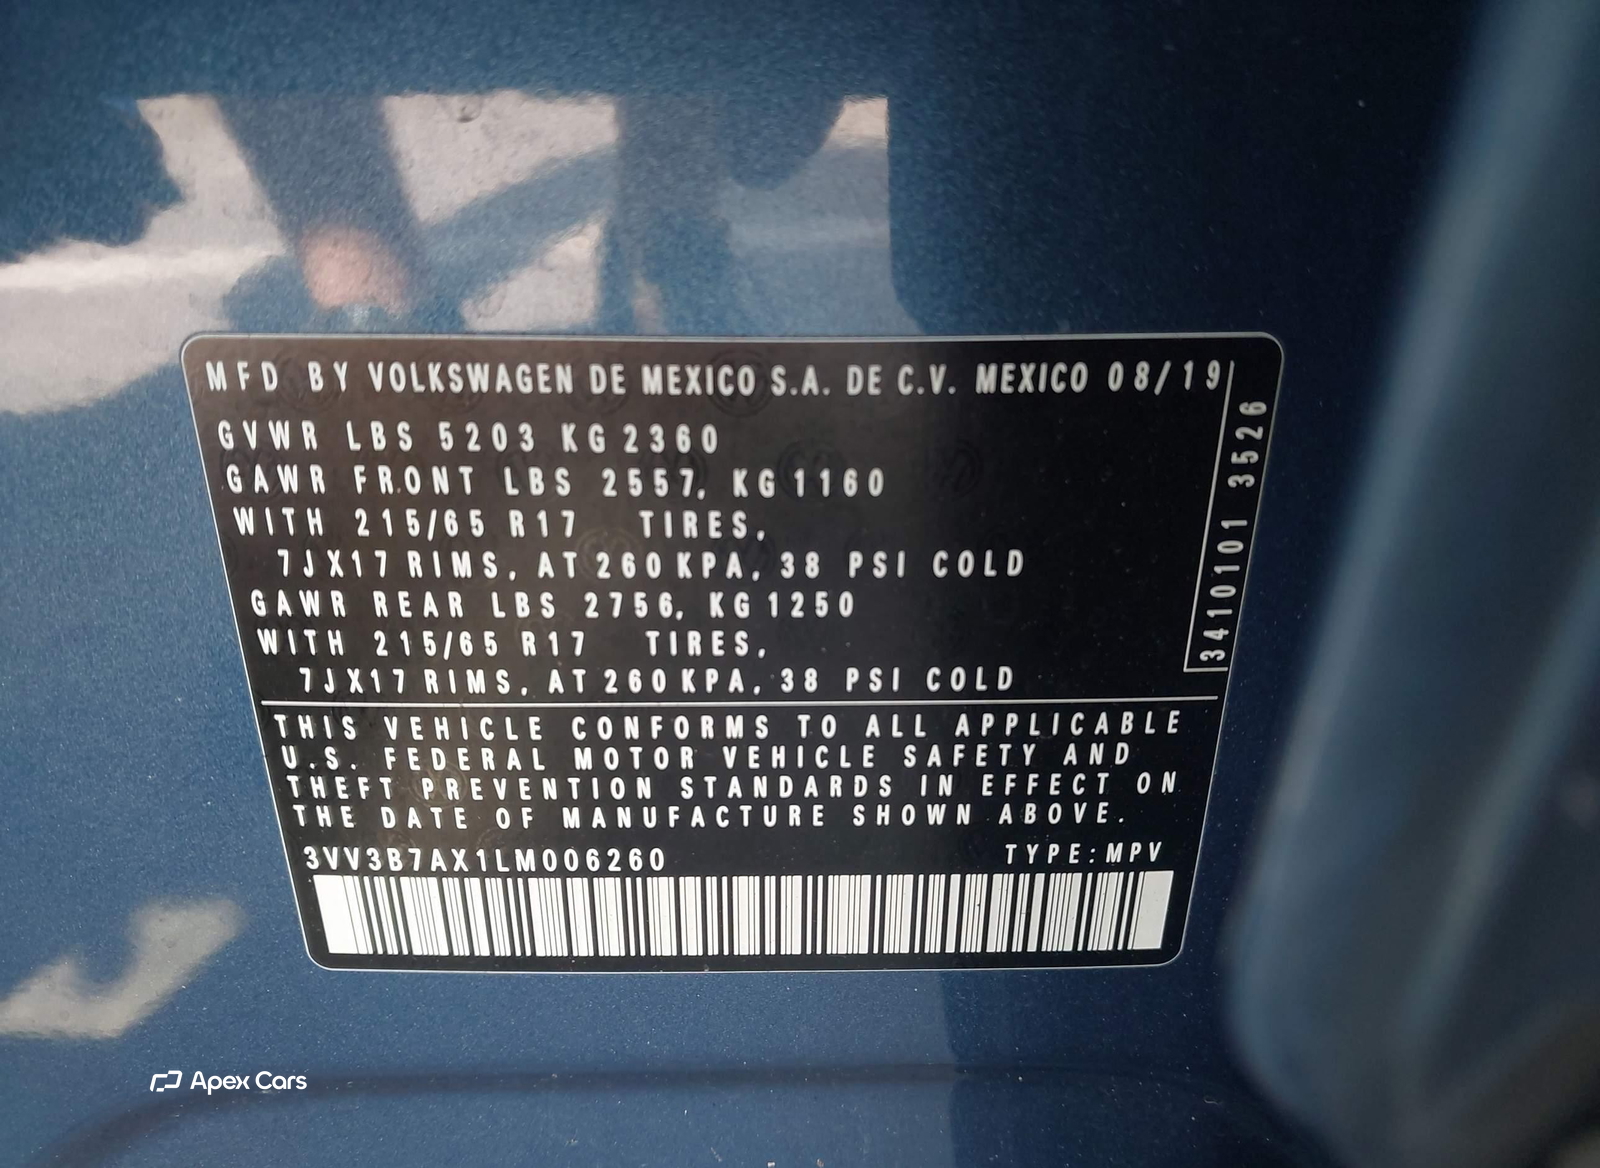 MFD BY VOLKSWAGEN DE MEXICO S.A. DE C.V. MEXICO 08/19
GVWR LBS 5203 KG 2360
GAWR FRONT LBS 2557, KG 1160
WITH 215/65 R17 TIRES,
7JX17 RIMS, AT 260 KPA, 38 PSI COLD
GAWR REAR LBS 2756, KG 1250
WITH 215/65 R17 TIRES,
7JX17 RIMS, AT 260 KPA, 38 PSI COLD
3410101 3526
THIS VEHICLE CONFORMS TO ALL APPLICABLE
U.S. FEDERAL MOTOR VEHICLE SAFETY AND
THEFT PREVENTION STANDARDS IN EFFECT ON
THE DATE OF MANUFACTURE SHOWN ABOVE.
3VV3B7AX1LM006260 TYPE:MPV
Apex Cars